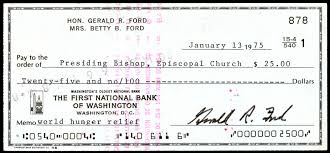 HON. GERALD R. FORD
MRS. BETTY B. FORD
878
January 13 1975
15-4
540
1
Pay to the
order of Presiding Bishop, Episcopal Church $ 25.00
Twenty-five and no/100 Dollars
WASHINGTON'S OLDEST NATIONAL BANK
THE FIRST NATIONAL BANK
OF WASHINGTON
WASHINGTON, D.C.
Memo world hunger relief
Gerald R. Ford